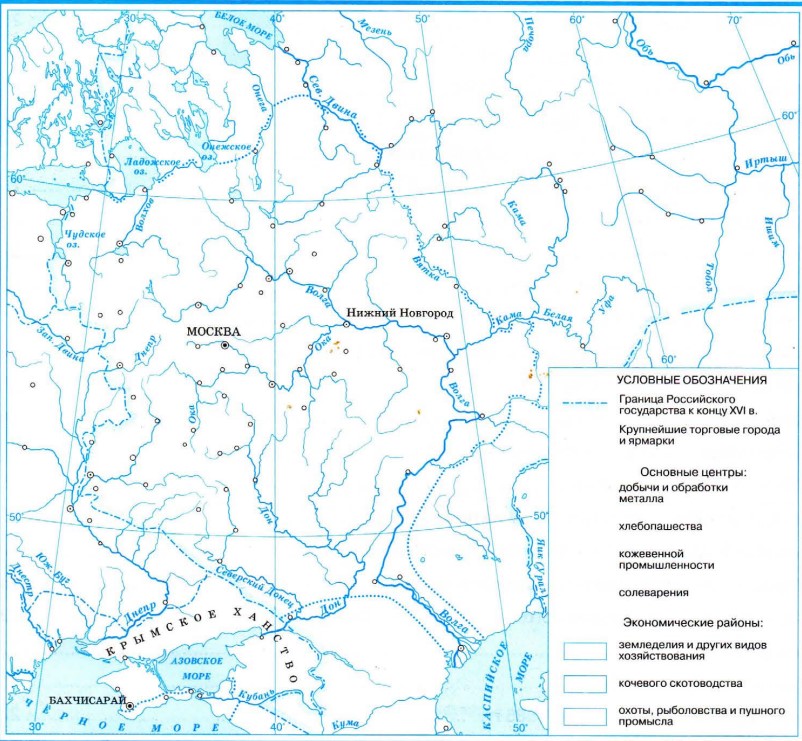 30°
40°
50°
60°
70°
БЕЛОЕ МОРЕ
Мезень
Печора
Обь
Обь
Онега
Сев. Двина
60°
Онежское
оз.
Ладожское
оз.
Иртыш
60°
Волхов
Кама
Ишим
Чудское
оз.
Вятка
Тобол
Волга
Нижний Новгород
Кама
Белая
Уфа
Зап. Двина
Днепр
МОСКВА
Ока
60°
Волга
Ока
УСЛОВНЫЕ ОБОЗНАЧЕНИЯ
Граница Российского
государства к концу XVI в.
Крупнейшие торговые города
и ярмарки
Основные центры:
добычи и обработки
металла
хлебопашества
кожевенной
промышленности
солеварения
Экономические районы:
земледелия и других видов
хозяйствования
кочевого скотоводства
охоты, рыболовства и пушного
промысла
50°
Дон
50°
Яик (Урал)
Юж. Буг
Днестр
Северский Донец
Днепр
Дон
Волга
КРЫМСКОЕ ХАНСТВО
АЗОВСКОЕ
МОРЕ
КАСПИЙСКОЕ
МОРЕ
БАХЧИСАРАЙ
Кубань
ЧЕРНОЕ МОРЕ
Кума
30°
40°
50°